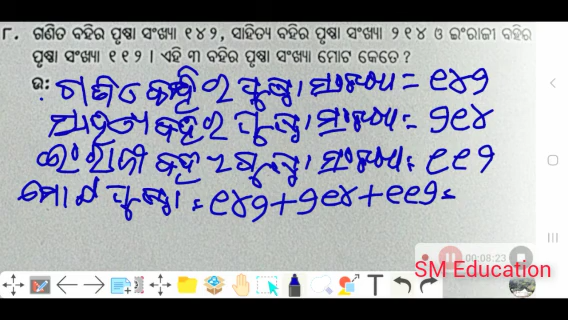 ୮. ଗଣିତ ବହିର ପୃଷ୍ଠା ସଂଖ୍ୟା ୧୪୨, ସାହିତ୍ୟ ବହିର ପୃଷ୍ଠା ସଂଖ୍ୟା ୨୧୪ ଓ ଇଂରାଜୀ ବହିର
ପୃଷ୍ଠା ସଂଖ୍ୟା ୧୧୨ । ଏହି ୩ ବହିର ପୃଷ୍ଠା ସଂଖ୍ୟା ମୋଟ କେତେ ?
ଉ: ଗଣିତ ବହିର ପୃଷ୍ଠା ସଂଖ୍ୟା = ୧୪୨
ସାହିତ୍ୟ ବହିର ପୃଷ୍ଠା ସଂଖ୍ୟା = ୨୧୪
ଇଂରାଜୀ ବହିର ପୃଷ୍ଠା ସଂଖ୍ୟା = ୧୧୨
ମୋଟ ପୃଷ୍ଠା = ୧୪୨+୨୧୪+୧୧୨=
00:08:23
SM Education